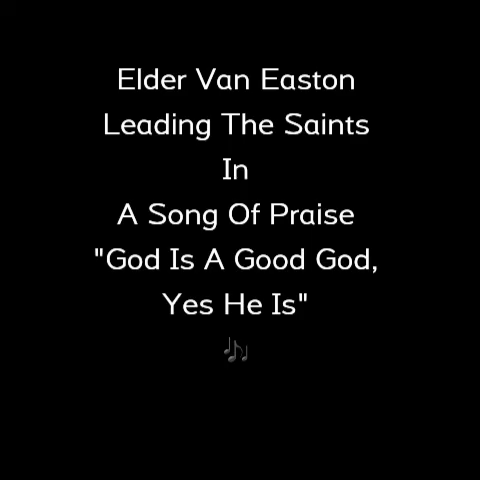 Elder Van Easton
Leading The Saints
In
A Song Of Praise
"God Is A Good God,
Yes He Is"
🎶